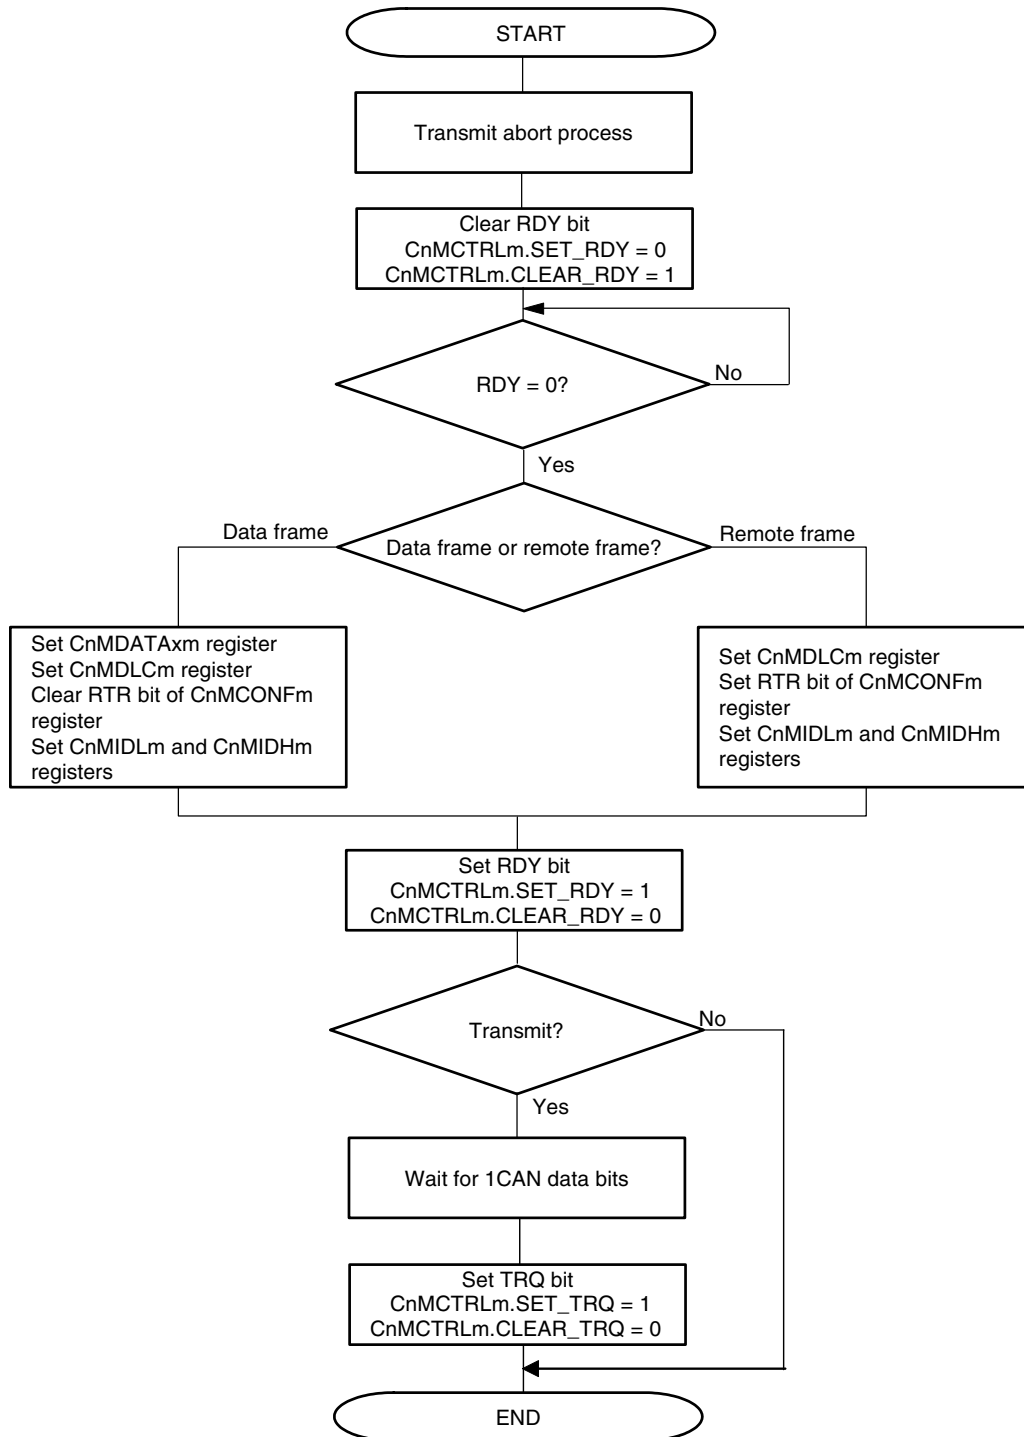 START
Transmit abort process
Clear RDY bit
CnMCTRLm.SET_RDY = 0
CnMCTRLm.CLEAR_RDY = 1
RDY = 0?
No
Yes
Data frame
Data frame or remote frame?
Remote frame
Set CnMDATAxm register
Set CnMDLCm register
Clear RTR bit of CnMCONFm
register
Set CnMIDLm and CnMIDHm
registers
Set CnMDLCm register
Set RTR bit of CnMCONFm
register
Set CnMIDLm and CnMIDHm
registers
Set RDY bit
CnMCTRLm.SET_RDY = 1
CnMCTRLm.CLEAR_RDY = 0
Transmit?
No
Yes
Wait for 1CAN data bits
Set TRQ bit
CnMCTRLm.SET_TRQ = 1
CnMCTRLm.CLEAR_TRQ = 0
END